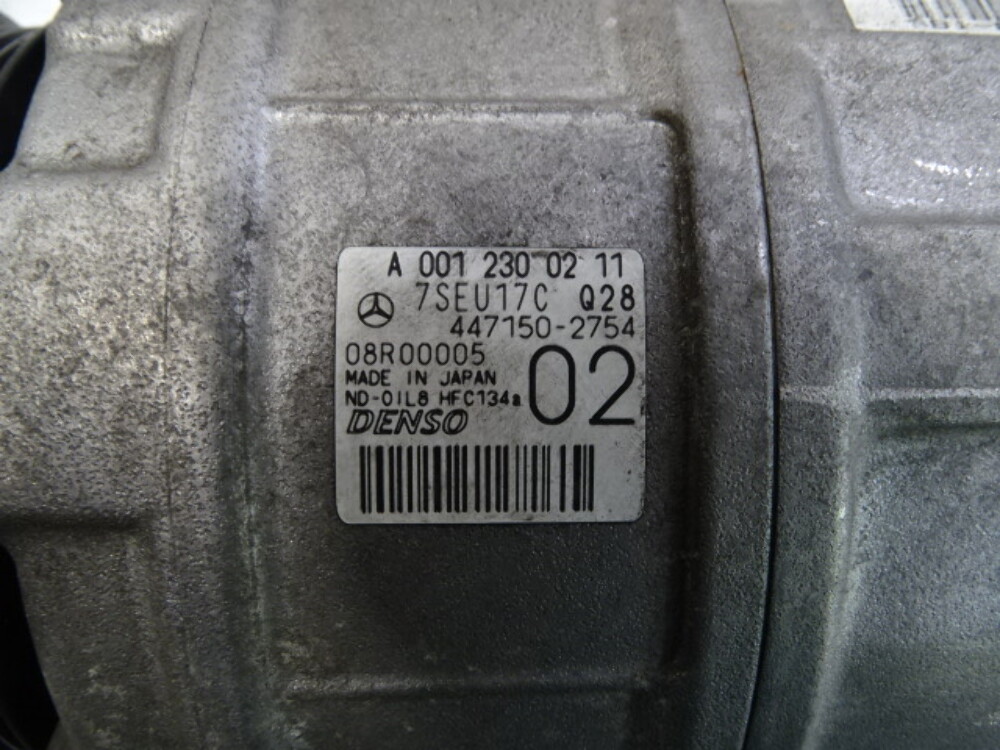 A 001 230 02 11
7SEU17C Q28
447150-2754
08R00005
MADE IN JAPAN
ND-OIL8 HFC134a
02
DENSO